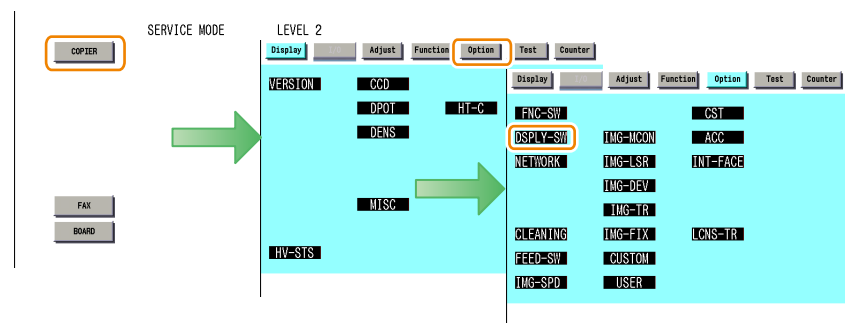 SERVICE MODE LEVEL 2
COPIER
FAX
BOARD
Display Adjust Function Option Test Counter
VERSION CCD
DPOT HT-C
DENS
MISC
HV-STS
Display Adjust Function Option Test Counter
FNC-SW CST
DSPLY-SW IMG-MCON ACC
NETWORK IMG-LSR INT-FACE
IMG-DEV
IMG-TR
CLEANING IMG-FIX LCNS-TR
FEED-SW CUSTOM
IMG-SPD USER